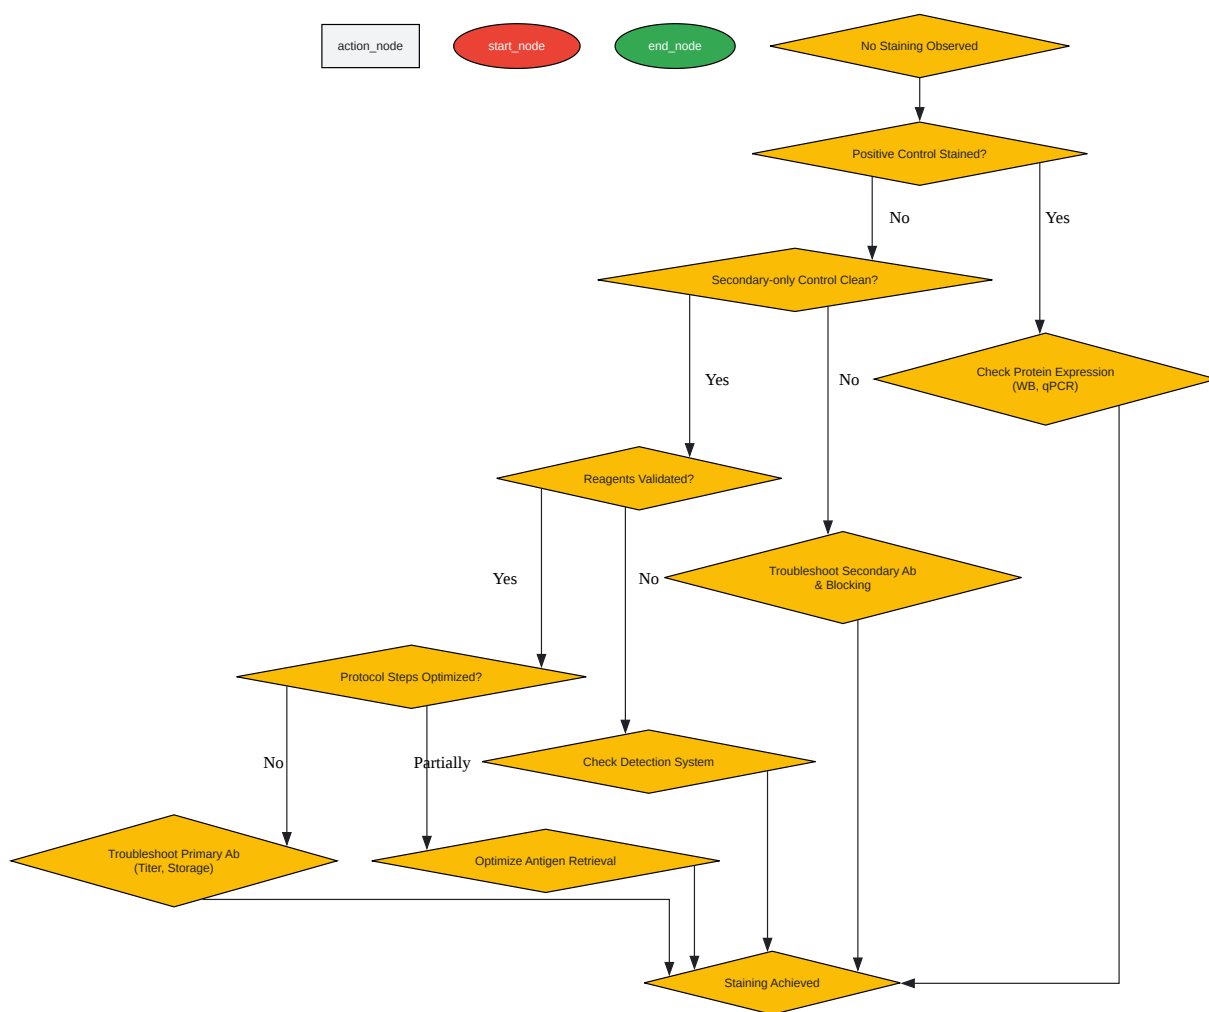 action_node
start_node
end_node
No Staining Observed
Positive Control Stained?
No
Yes
Secondary-only Control Clean?
Check Protein Expression
(WB, qPCR)
Yes
No
Reagents Validated?
Troubleshoot Secondary Ab
& Blocking
Yes
No
Protocol Steps Optimized?
No
Partially
Check Detection System
Troubleshoot Primary Ab
(Titer, Storage)
Optimize Antigen Retrieval
Staining Achieved